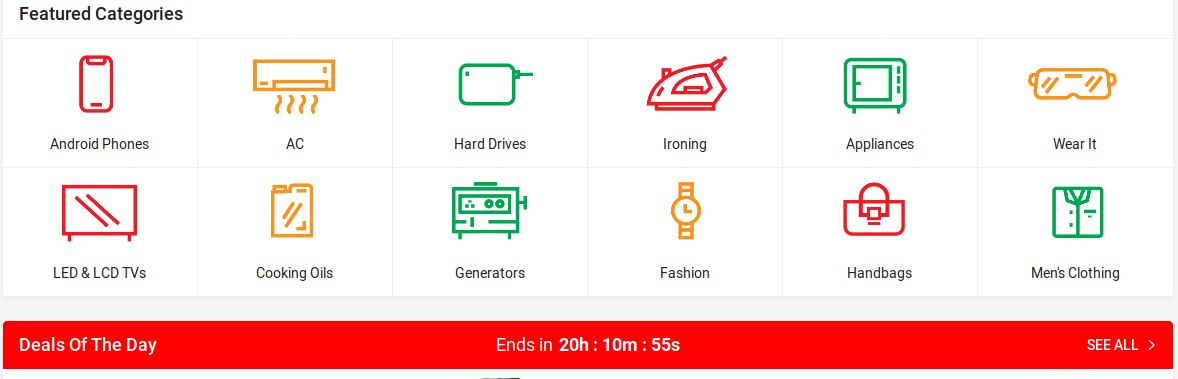 Featured Categories
Android Phones
AC
Hard Drives
Ironing
Appliances
Wear It
LED & LCD TVs
Cooking Oils
Generators
Fashion
Handbags
Men's Clothing
Deals Of The Day
Ends in 20h : 10m : 55s
SEE ALL